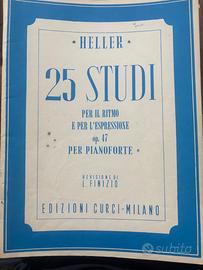 HELLER
25 STUDI
PER IL RITMO
E PER L'ESPRESSIONE
op. 47
PER PIANOFORTE
REVISIONE DI
L. FINIZIO
EDIZIONI CURCI - MILANO
subito